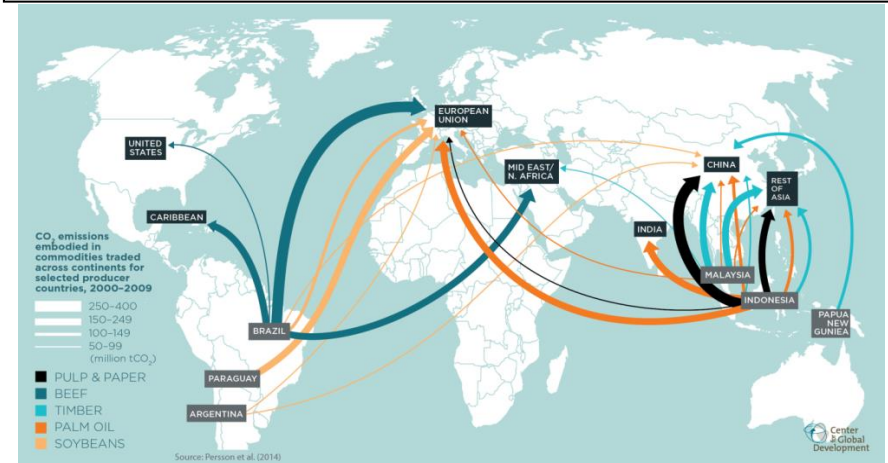 EUROPEAN
UNION
UNITED
STATES
MID EAST/
N. AFRICA
CHINA
REST
OF
ASIA
CARIBBEAN
INDIA
CO₂ emissions
embodied in
commodities traded
across continents for
selected producer
countries, 2000–2009
250–400
150–249
100–149
50–99
(million tCO₂)
MALAYSIA
INDONESIA
BRAZIL
PAPUA
NEW
GUNIEA
PARAGUAY
ARGENTINA
PULP & PAPER
BEEF
TIMBER
PALM OIL
SOYBEANS
Center
for Global
Development
Source: Persson et al. (2014)